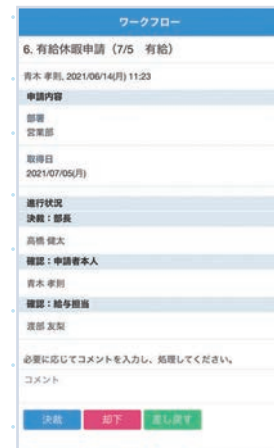 ワークフロー
6. 有給休暇申請（7/5　有給）
青木 孝則, 2021/06/14(月) 11:23
申請内容
部署
営業部
取得日
2021/07/05(月)
進行状況
決裁：部長
高橋 健太
確認：申請者本人
青木 孝則
確認：給与担当
渡部 友梨
必要に応じてコメントを入力し、処理してください。
コメント
決裁 却下 差し戻す